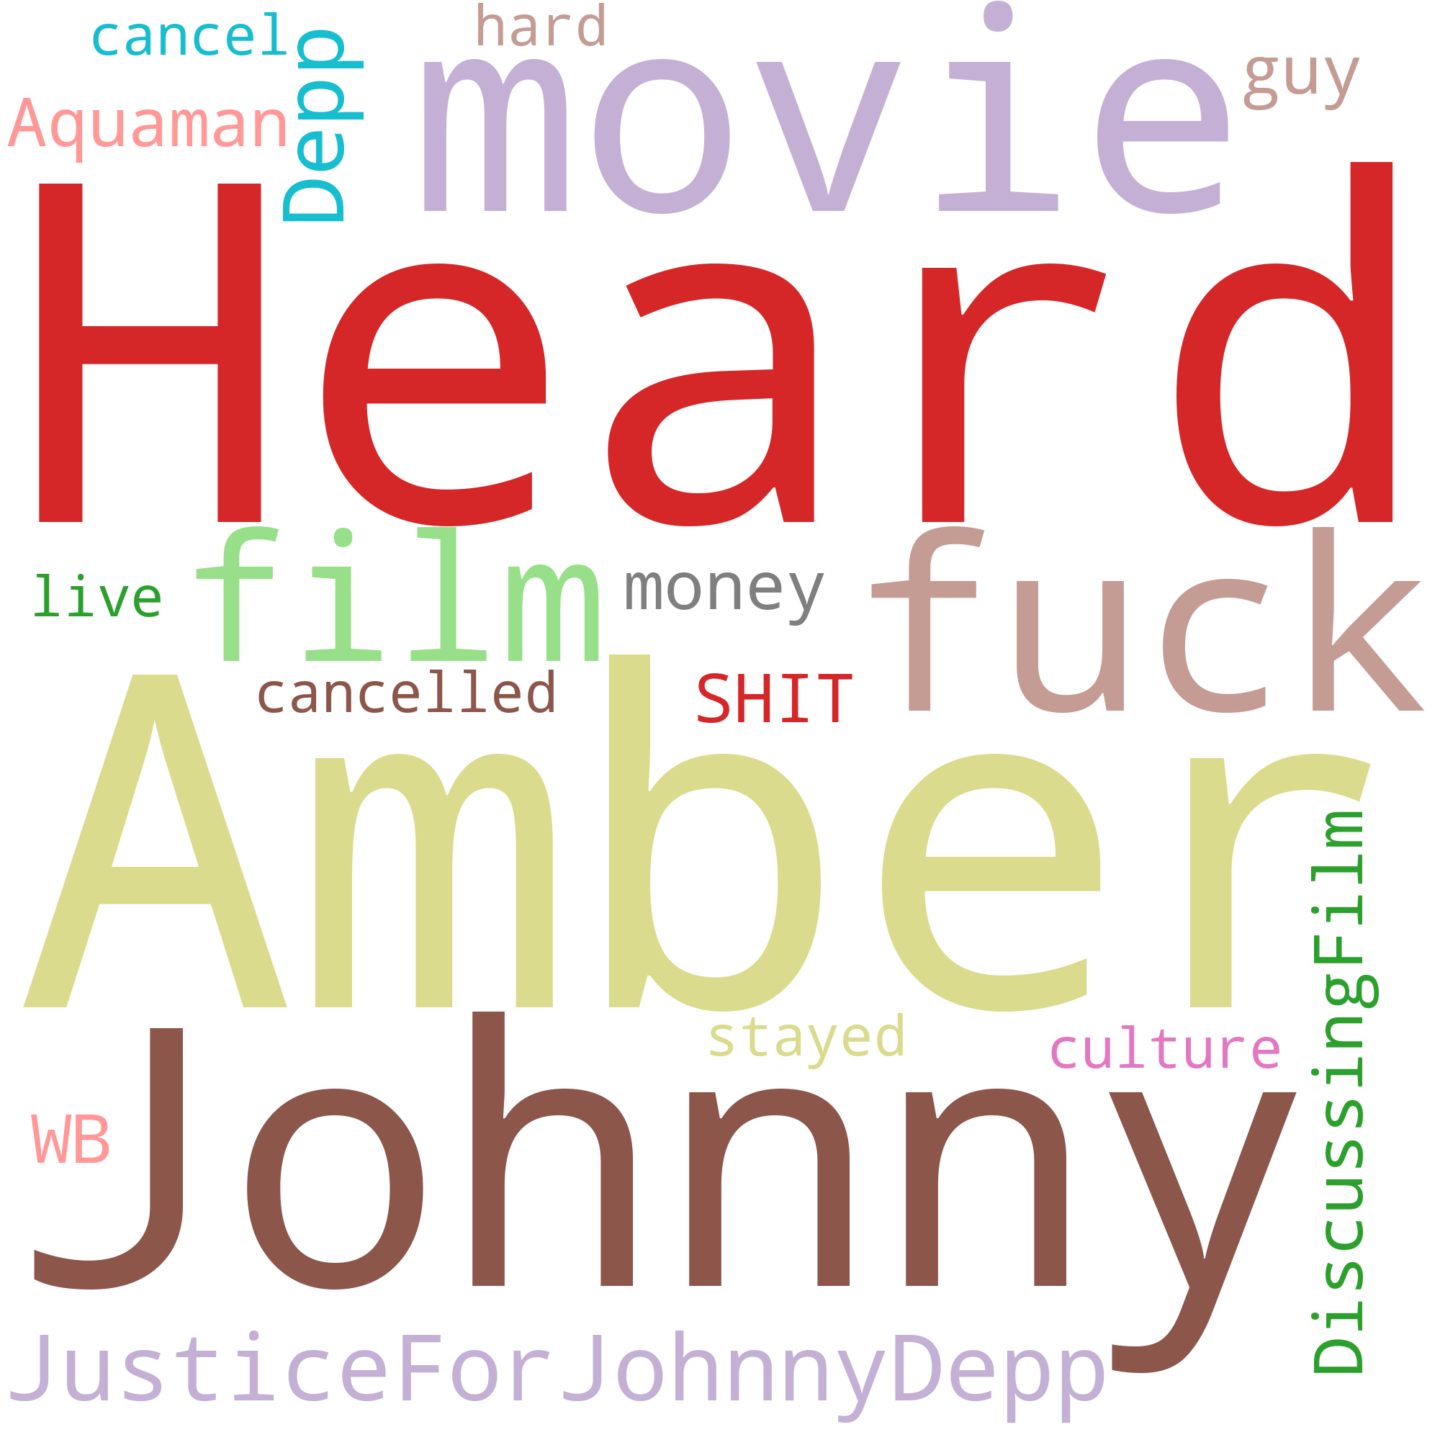 cancel
hard
movie
guy
Depp
Aquaman
Heard
film
fuck
live
money
cancelled
SHIT
Amber
DiscussingFilm
stayed
culture
Johnny
WB
JusticeForJohnnyDepp